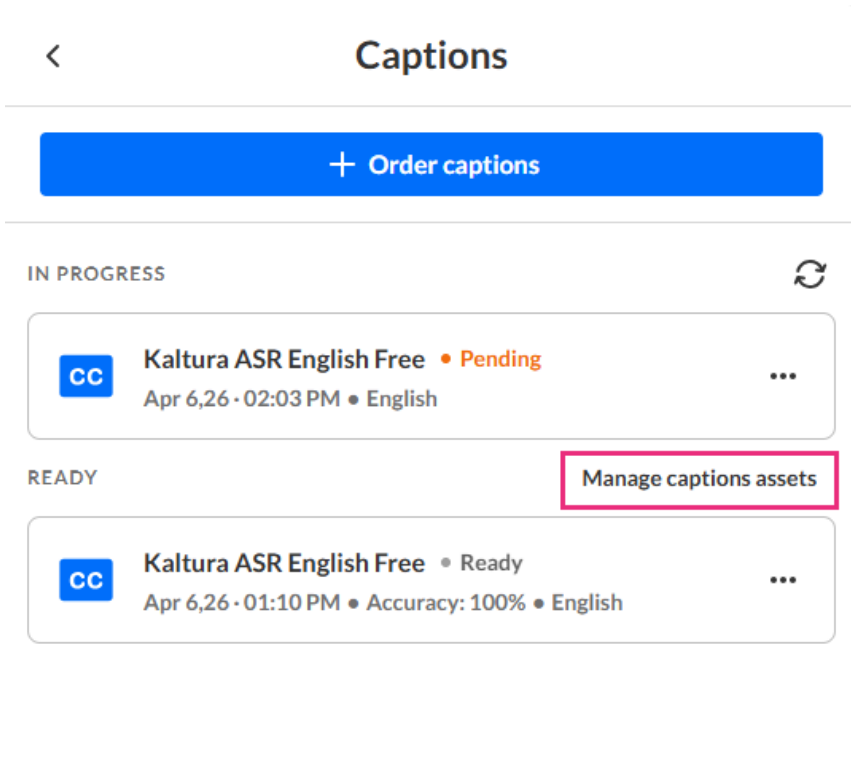 Captions
+ Order captions
IN PROGRESS
CC
Kaltura ASR English Free • Pending
Apr 6,26 · 02:03 PM • English
READY
Manage captions assets
CC
Kaltura ASR English Free • Ready
Apr 6,26 · 01:10 PM • Accuracy: 100% • English